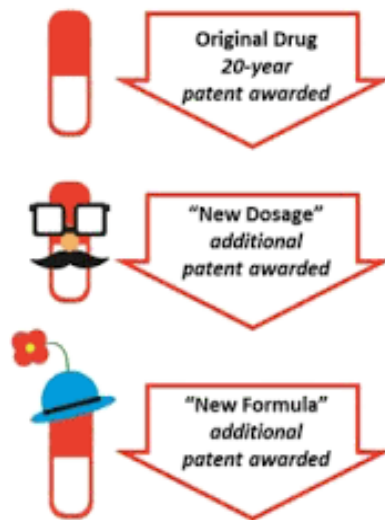 Original Drug
20-year
patent awarded
“New Dosage”
additional
patent awarded
“New Formula”
additional
patent awarded